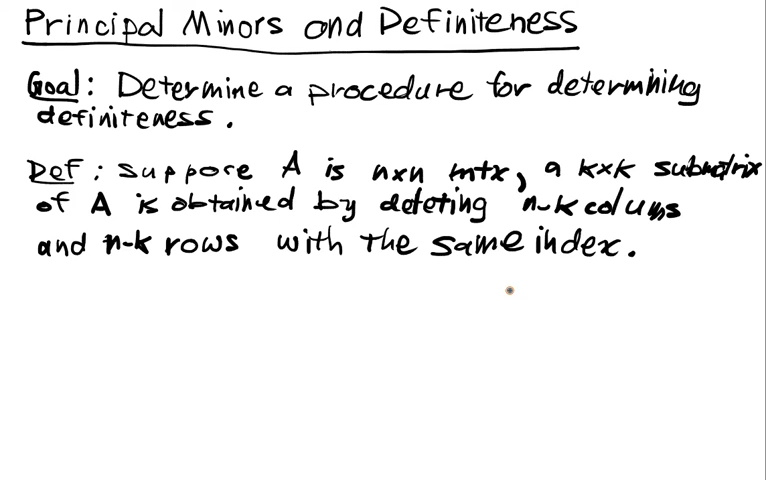 Principal Minors and Definiteness
Goal: Determine a procedure for determining
definiteness.
Def: suppore A is nxn mtx, a kxk submatrix
of A is obtained by deleting n-k colums
and n-k rows with the same index.